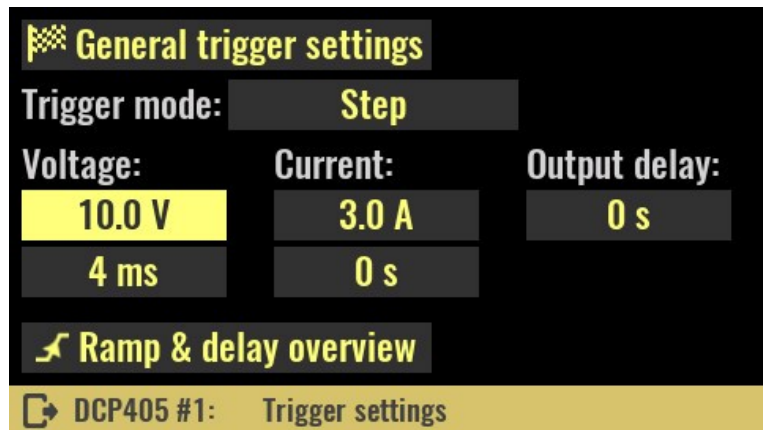 General trigger settings
Trigger mode: Step
Voltage: Current: Output delay:
10.0 V 3.0 A 0 s
4 ms 0 s
Ramp & delay overview
DCP405 #1: Trigger settings